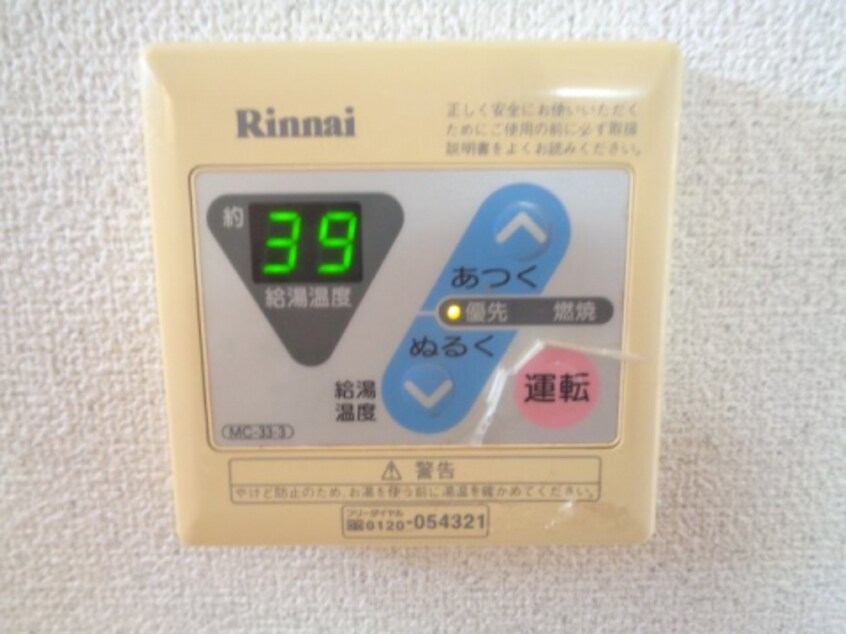 Rinnai
正しく安全にお使いいただく
ためにご使用の前に必ず取扱
説明書をよくお読みください。
約 39
給湯温度
あつく
優先 燃焼
ぬるく
給湯
温度
運転
MC-33-3
⚠ 警告
やけど防止のため、お湯を使う前に湯温を確かめてください。
フリーダイヤル
0120-054321